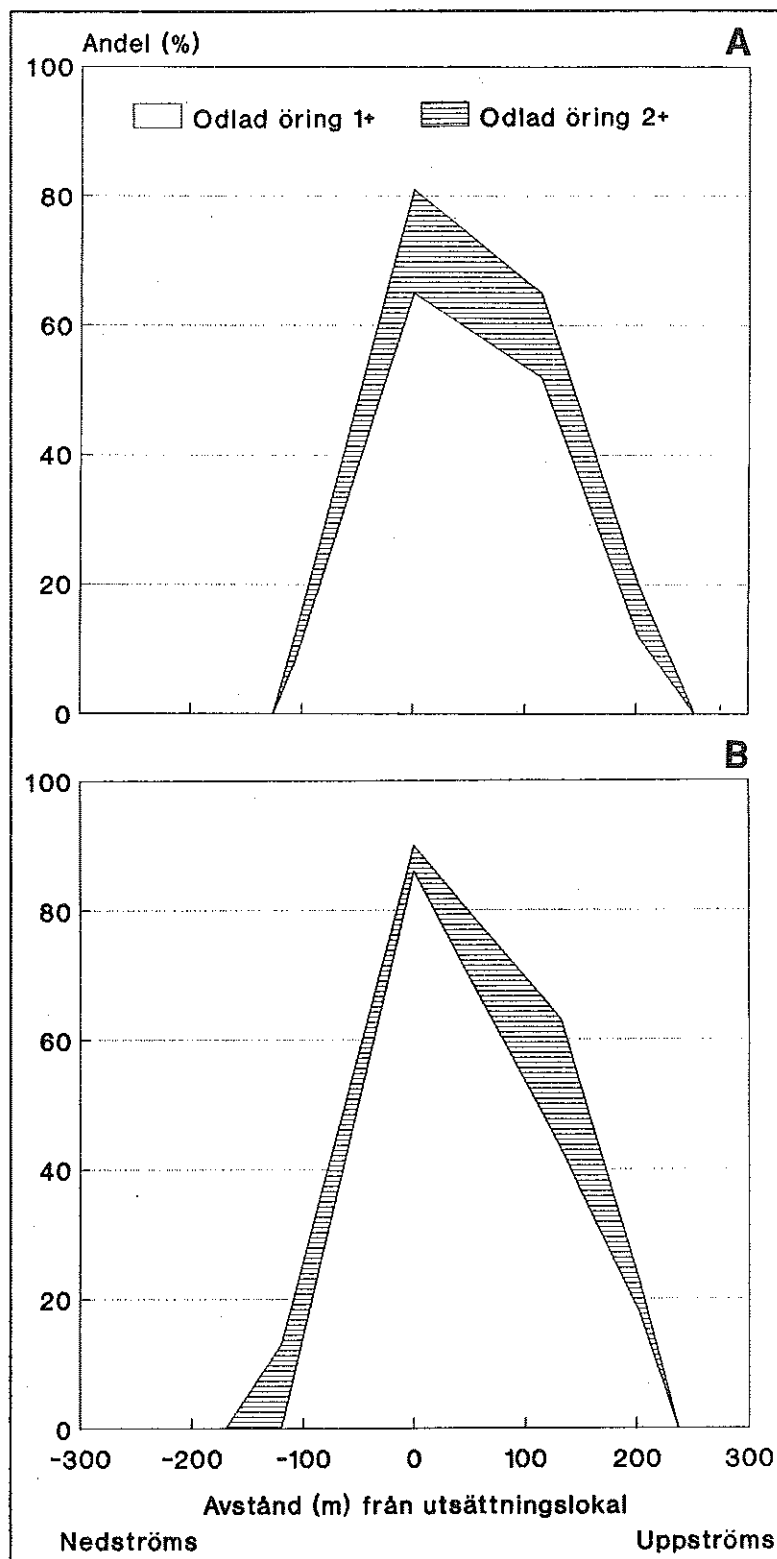 Andel (%)
A
100
Odlad öring 1+
Odlad öring 2+
80
60
40
20
0
B
100
80
60
40
20
0
-300 -200 -100 0 100 200 300
Avstånd (m) från utsättningslokal
Nedströms Uppströms